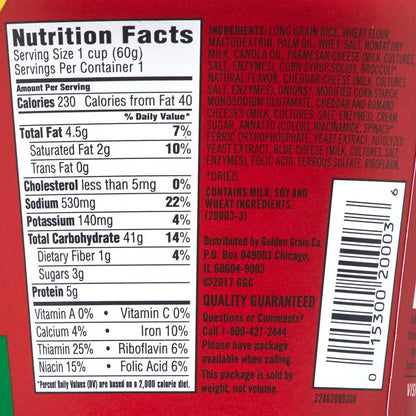 Nutrition Facts
Serving Size 1 cup (60g)
Servings Per Container 1
Amount Per Serving
Calories 230 Calories from Fat 40
% Daily Value*
Total Fat 4.5g 7%
Saturated Fat 2g 10%
Trans Fat 0g
Cholesterol less than 5mg 0%
Sodium 530mg 22%
Potassium 140mg 4%
Total Carbohydrate 41g 14%
Dietary Fiber 1g 4%
Sugars 3g
Protein 5g
Vitamin A 0% • Vitamin C 0%
Calcium 4% • Iron 10%
Thiamin 25% • Riboflavin 6%
Niacin 15% • Folic Acid 6%
*Percent Daily Values (DV) are based on a 2,000 calorie diet.
INGREDIENTS: LONG GRAIN RICE, WHEAT FLOUR,
MALTODEXTRIN, PALM OIL, WHEY, SALT, NONFAT DRY
MILK, CANOLA OIL, PARMESAN CHEESE (MILK, CULTURES,
SALT, ENZYMES), CORN SYRUP SOLIDS, BROCCOLI*,
NATURAL FLAVOR, CHEDDAR CHEESE (MILK, CULTURES,
SALT, ENZYMES), ONIONS*, MODIFIED CORN STARCH,
MONOSODIUM GLUTAMATE, CHEDDAR AND ROMANO
CHEESES (MILK, CULTURES, SALT, ENZYMES), CREAM,
SUGAR, ANNATTO (COLOR), NIACINAMIDE, SPINACH*,
FERRIC ORTHOPHOSPHATE, YEAST EXTRACT, AUTOLYZED
YEAST EXTRACT, BLUE CHEESE (MILK, CULTURES, SALT,
ENZYMES), FOLIC ACID, FERROUS SULFATE, RIBOFLAVIN.
*DRIED.
CONTAINS MILK, SOY AND
WHEAT INGREDIENTS.
(20003-3)
Distributed by Golden Grain Co.
P.O. Box 049003 Chicago,
IL 60604-9003
©2017 GGC
QUALITY GUARANTEED
Questions or Comments?
Call 1-800-421-2444
Please have package
available when calling.
This package is sold by
weight, not volume.
15300 20003 6